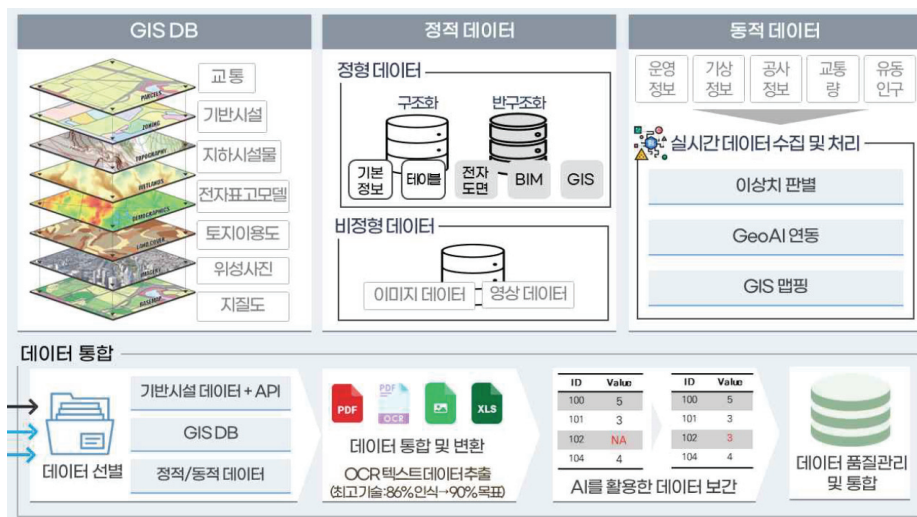 GIS DB
교통
기반시설
지하시설물
전자표고모델
토지이용도
위성사진
지질도
PARCELS
ZONING
TOPOGRAPHY
WETLANDS
DEMOGRAPHICS
LAND COVER
IMAGERY
BASEMAP
정적 데이터
정형 데이터
구조화
반구조화
기본
정보
테이블
전자
도면
BIM
GIS
비정형 데이터
이미지 데이터
영상 데이터
동적 데이터
운영
정보
기상
정보
공사
정보
교통
량
유동
인구
실시간 데이터 수집 및 처리
이상치 판별
GeoAI 연동
GIS 맵핑
데이터 통합
데이터 선별
기반시설 데이터 + API
GIS DB
정적/동적 데이터
PDF
PDF
OCR
XLS
데이터 통합 및 변환
OCR 텍스트 데이터 추출
(최고기술:86%인식→90%목표)
ID Value
100 5
101 3
102 NA
104 4
ID Value
100 5
101 3
102 3
104 4
AI를 활용한 데이터 보간
데이터 품질관리
및 통합